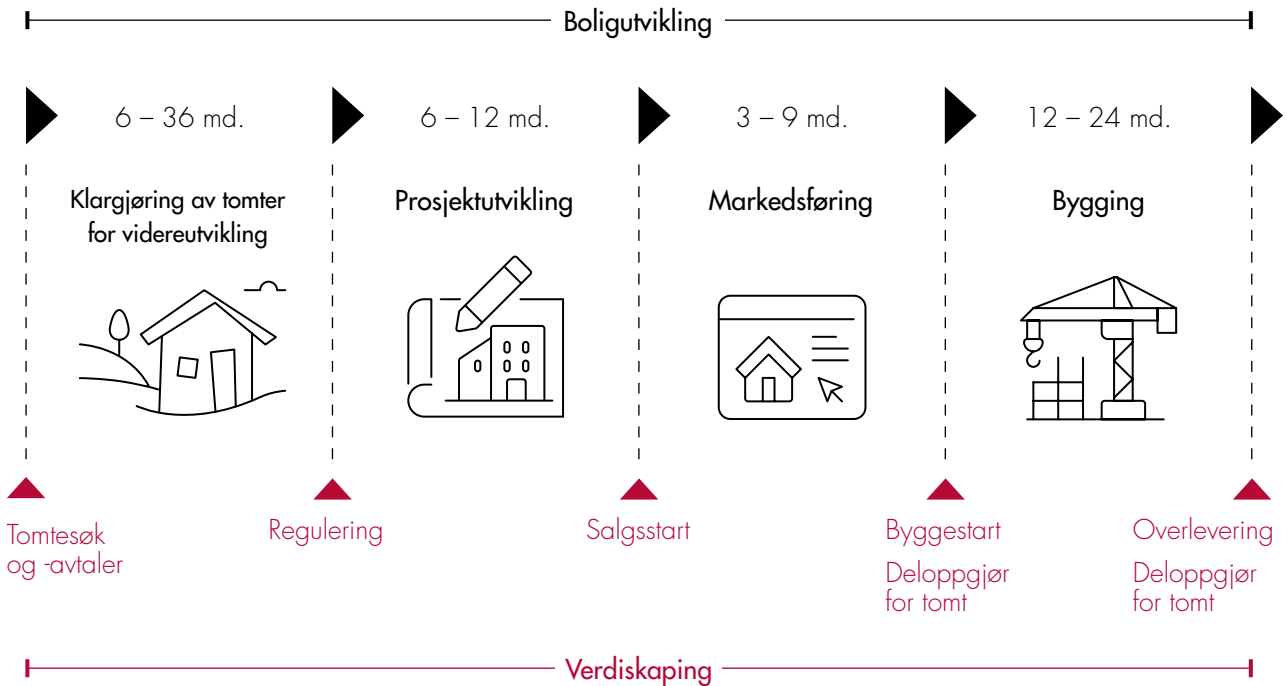 Boligutvikling
6 – 36 md.
6 – 12 md.
3 – 9 md.
12 – 24 md.
Klargjøring av tomter
for videreutvikling
Prosjektutvikling
Markedsføring
Bygging
Tomtesøk
og -avtaler
Regulering
Salgsstart
Byggestart
Deloppgjør
for tomt
Overlevering
Deloppgjør
for tomt
Verdiskaping